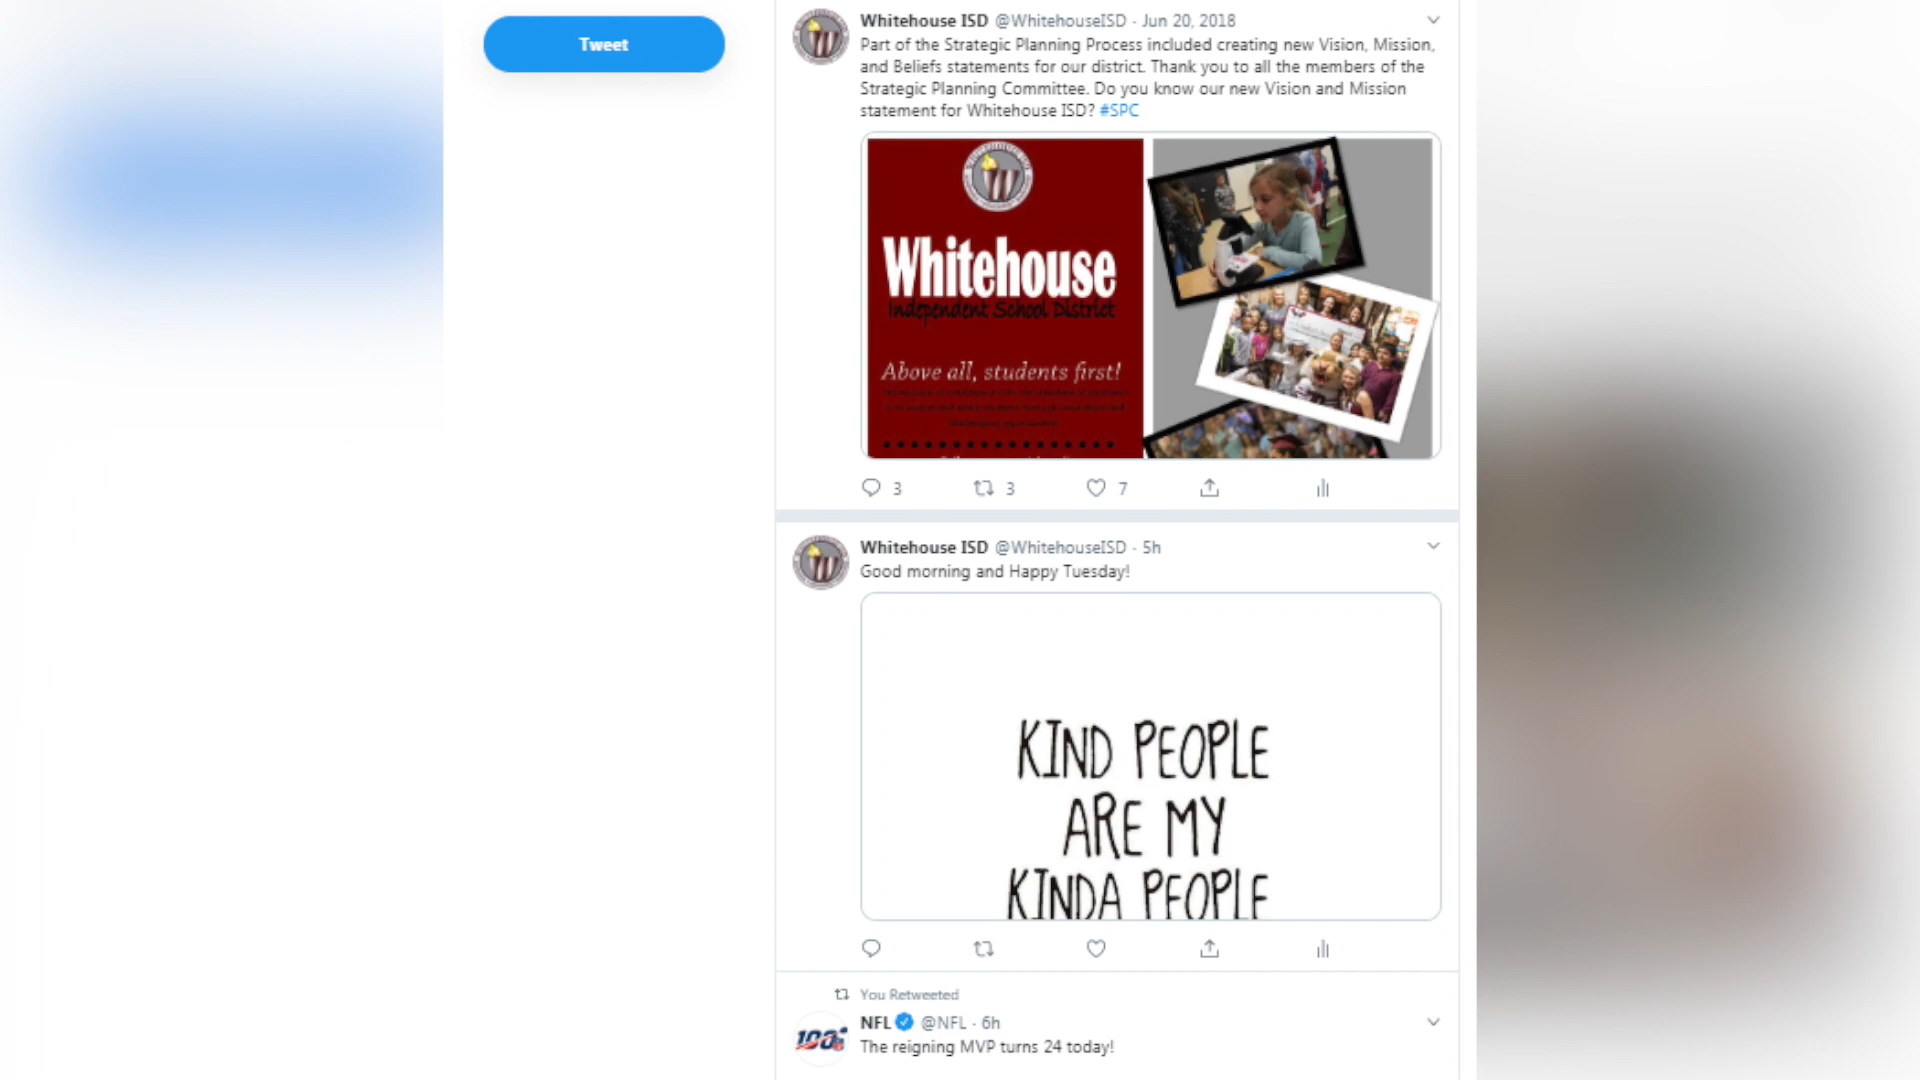 Tweet
Whitehouse ISD @WhitehouseISD · Jun 20, 2018
Part of the Strategic Planning Process included creating new Vision, Mission,
and Beliefs statements for our district. Thank you to all the members of the
Strategic Planning Committee. Do you know our new Vision and Mission
statement for Whitehouse ISD? #SPC
Whitehouse
Independent School District
Above all, students first!
3 3 7
Whitehouse ISD @WhitehouseISD · 5h
Good morning and Happy Tuesday!
KIND PEOPLE
ARE MY
KINDA PEOPLE
You Retweeted
NFL @NFL · 6h
100
The reigning MVP turns 24 today!